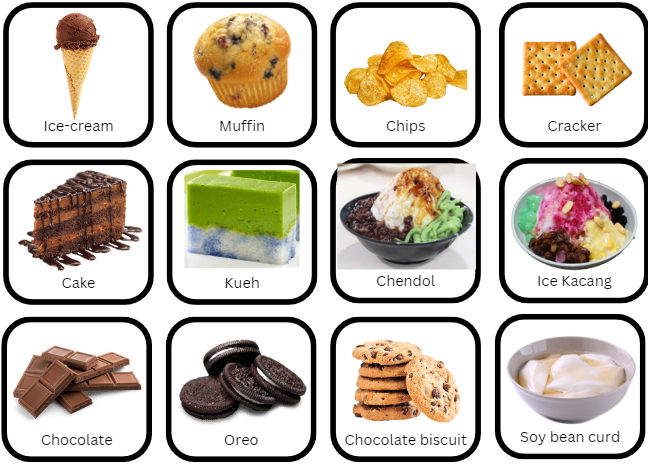 Ice-cream
Muffin
Chips
Cracker
Cake
Kueh
Chendol
Ice Kacang
Chocolate
Oreo
Chocolate biscuit
Soy bean curd